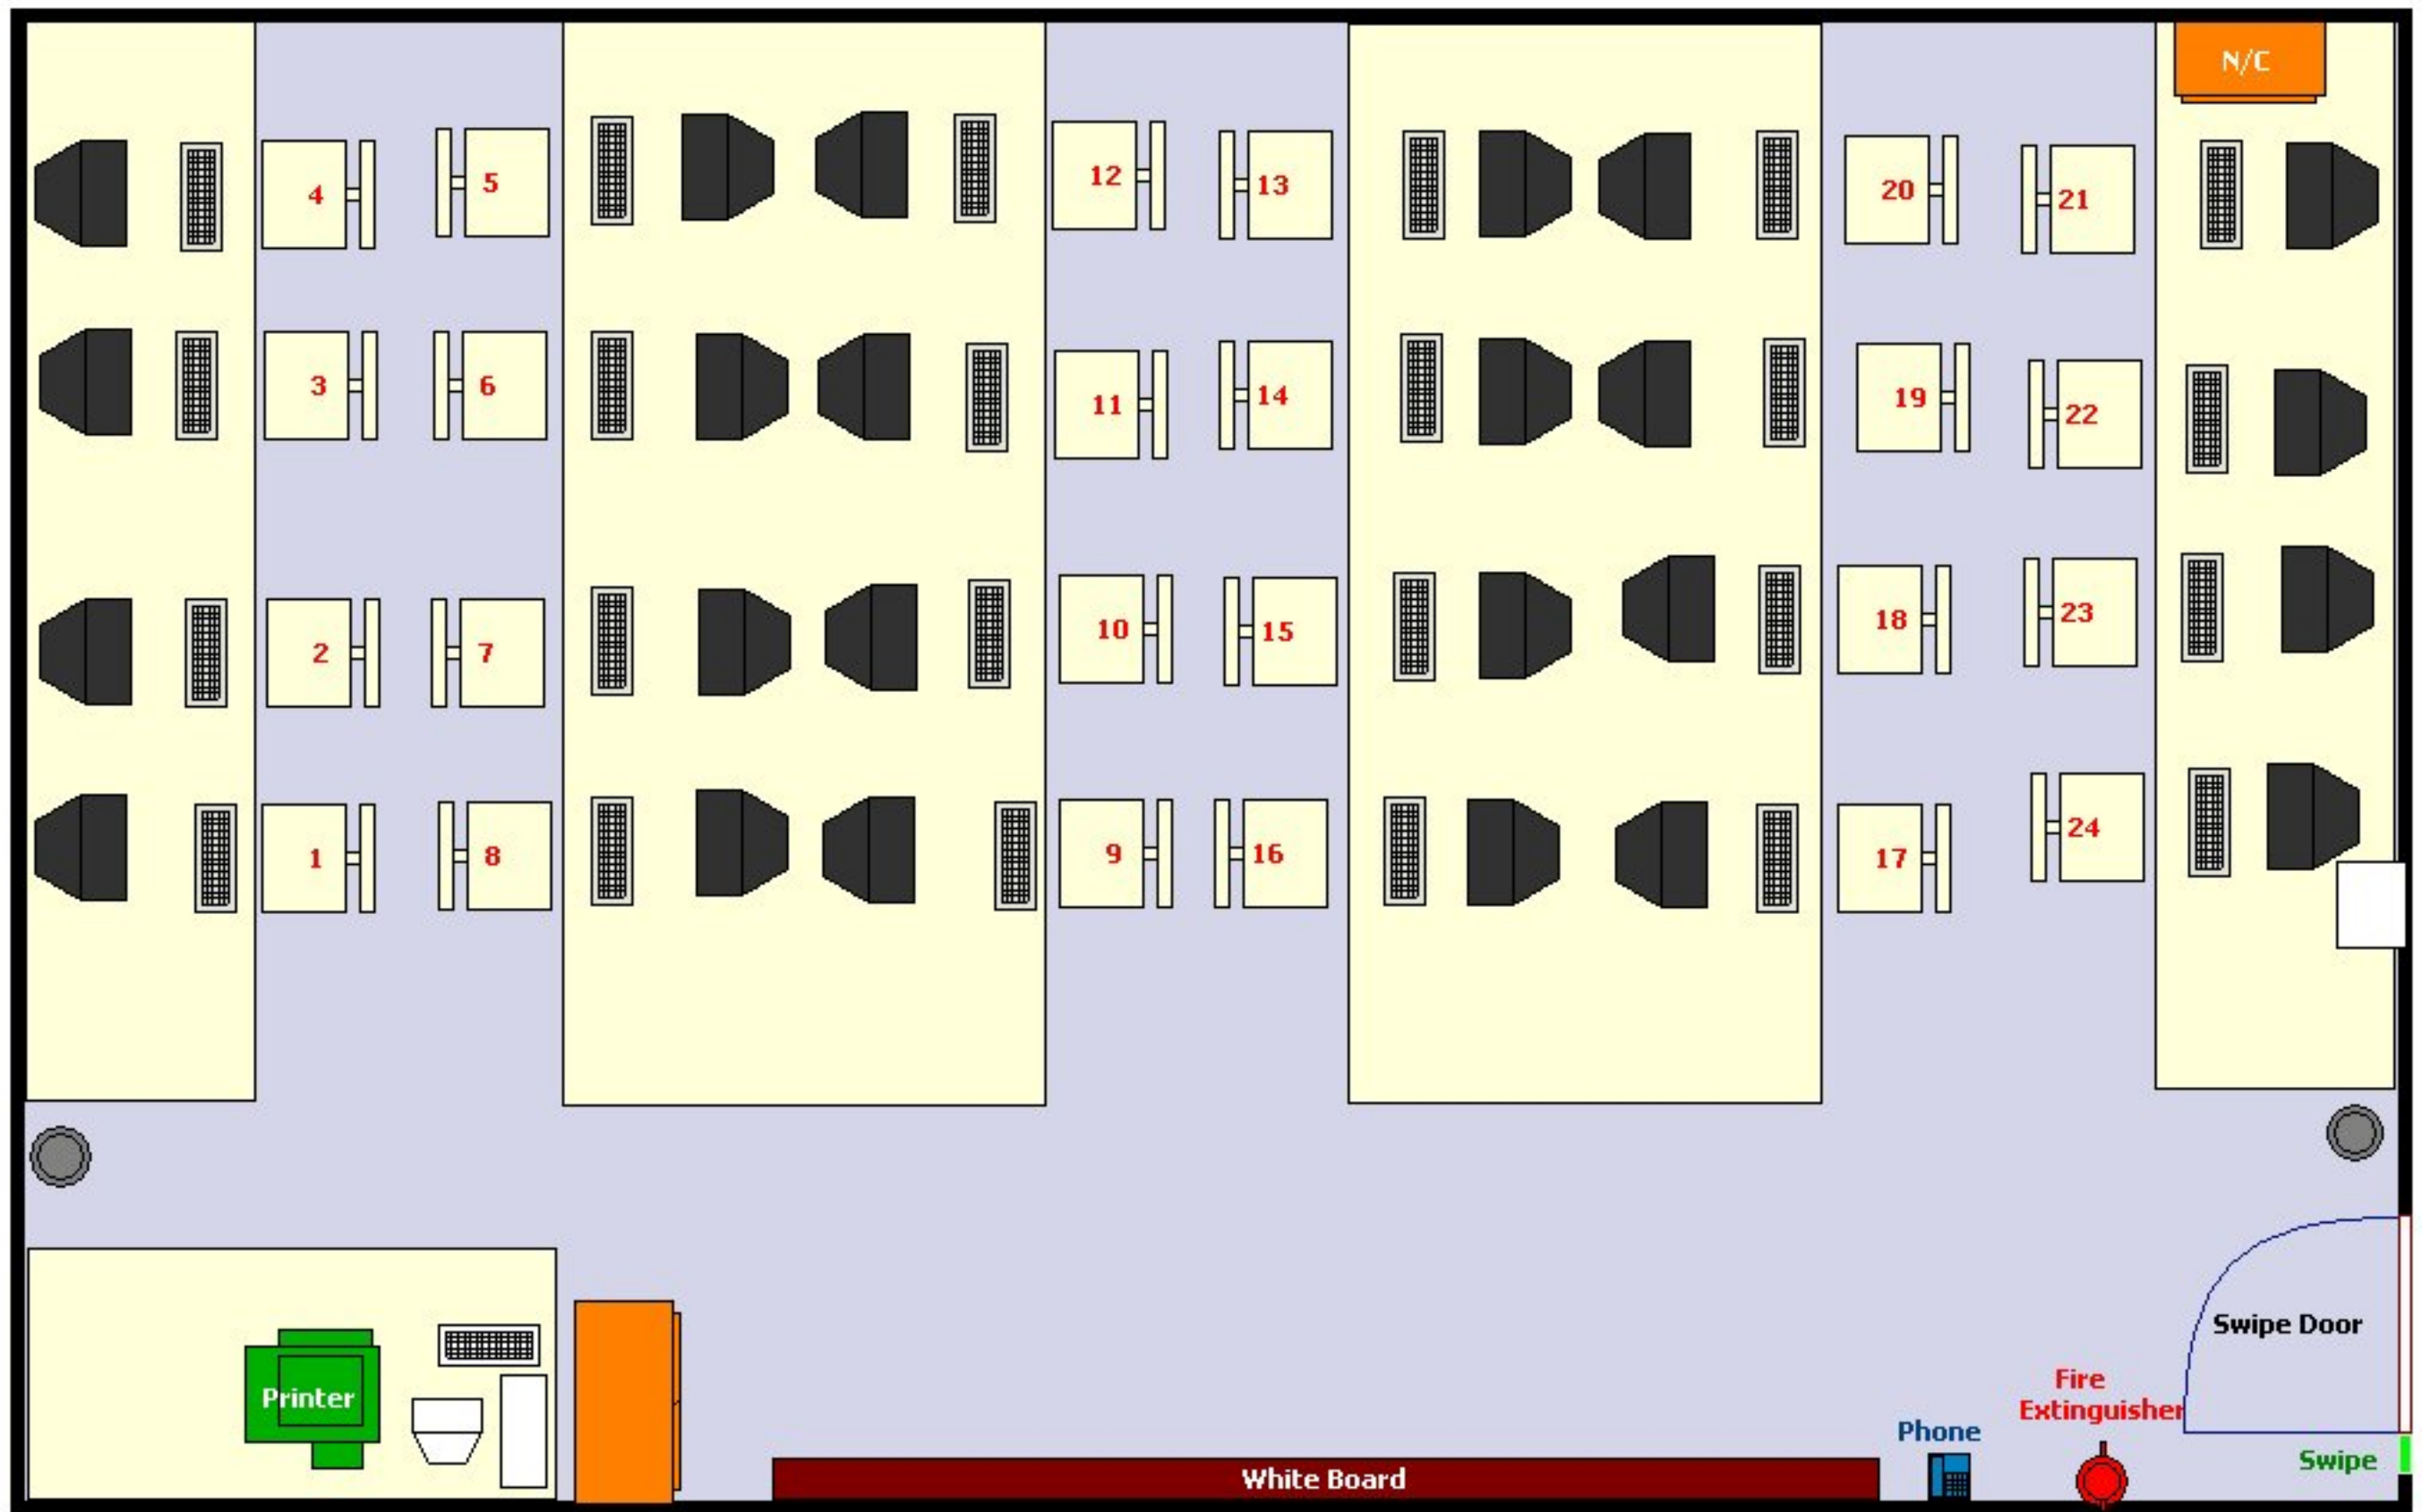 N/C
4 5 12 13 20 21
3 6 11 14 19 22
2 7 10 15 18 23
1 8 9 16 17 24
Swipe Door
Printer
Fire
Extinguisher
Phone
Swipe
White Board